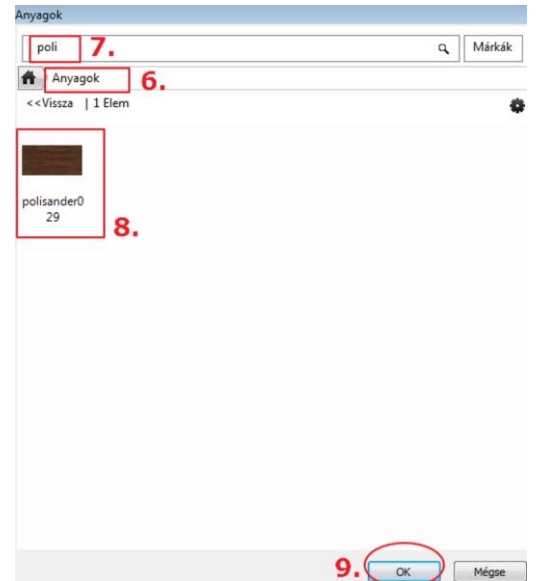 Anyagok
poli 7. Márkák
Anyagok 6.
<<Vissza | 1 Elem
polisander0
29
8.
9. OK Mégse